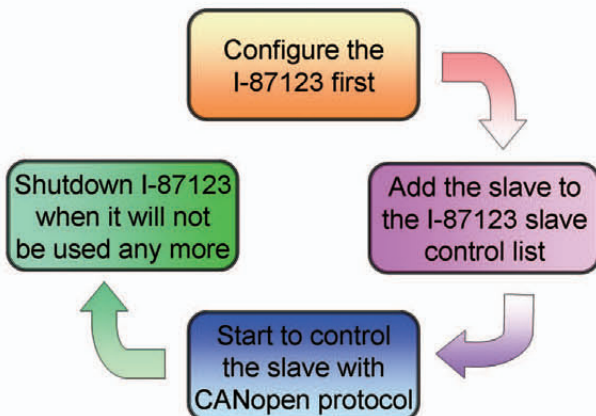 Configure the
I-87123 first
Add the slave to
the I-87123 slave
control list
Start to control
the slave with
CANopen protocol
Shutdown I-87123
when it will not
be used any more